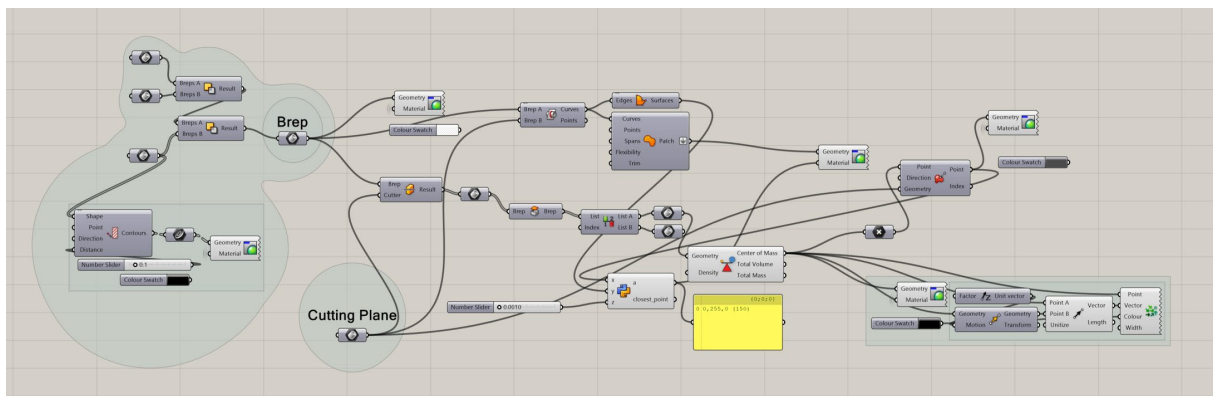 Breps A
Breps B
Result
Breps A
Breps B
Result
Brep
Geometry
Material
Colour Swatch
Brep A
Brep B
Curves
Points
Edges
Surfaces
Curves
Points
Spans
Flexibility
Trim
Patch
Geometry
Material
Geometry
Material
Point
Direction
Geometry
Point
Index
Colour Swatch
Brep
Cutter
Result
Brep
Brep
List
Index
List A
List B
Shape
Point
Direction
Distance
Contours
Geometry
Material
Number Slider
0.1
Colour Swatch
Geometry
Density
Center of Mass
Total Volume
Total Mass
x
y
z
a
closest_point
Number Slider
0.0010
Cutting Plane
{0;0;0}
0 0,255,0 (150)
Geometry
Material
Colour Swatch
Factor
Unit vector
Geometry
Motion
Geometry
Transform
Point A
Point B
Unitize
Vector
Length
Point
Vector
Colour
Width